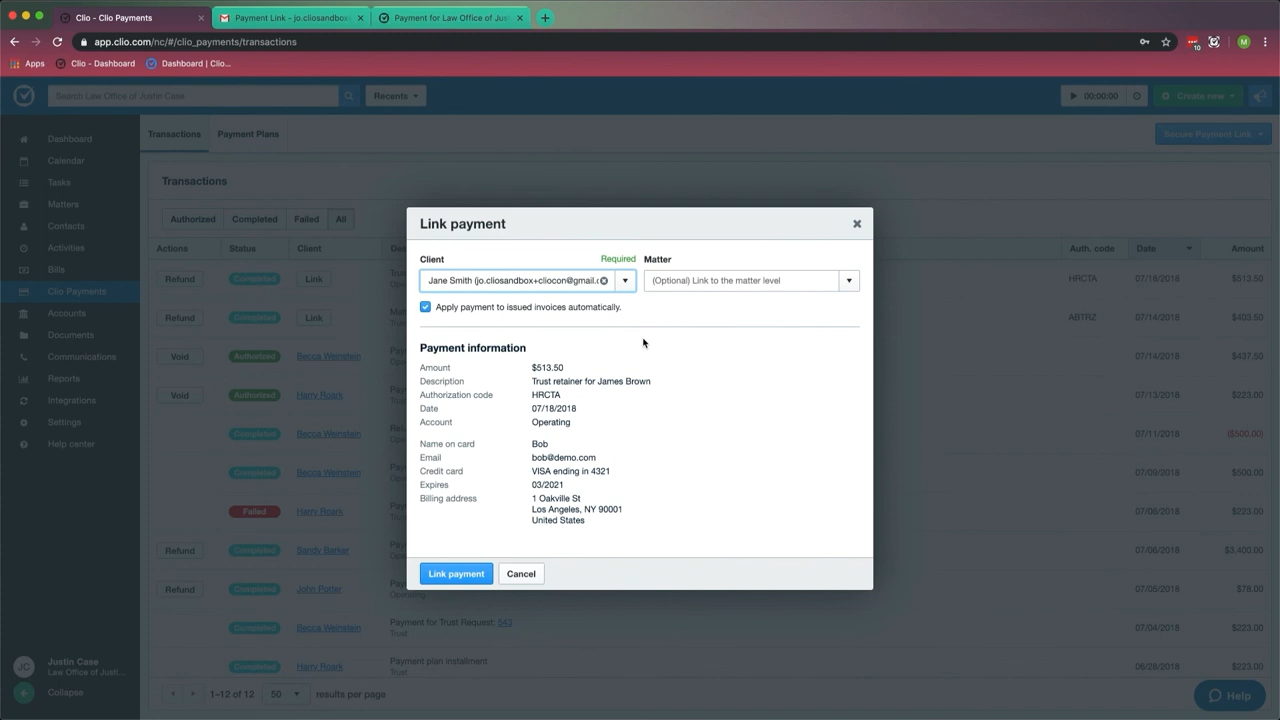 Clio - Clio Payments
Payment Link - jo.cliosandbox
Payment for Law Office of Jus
app.clio.com/nc/#/clio_payments/transactions
10
M
Apps
Clio - Dashboard
Dashboard | Clio...
Search Law Office of Justin Case
Recents
00:00:00
Create new
Dashboard
Calendar
Tasks
Matters
Contacts
Activities
Bills
Clio Payments
Accounts
Documents
Communications
Reports
Integrations
Settings
Help center
JC
Justin Case
Law Office of Justi...
Collapse
Transactions
Payment Plans
Secure Payment Link
Transactions
Authorized
Completed
Failed
All
Actions
Status
Client
Auth. code
Date
Amount
Refund
Completed
Link
HRCTA
07/18/2018
$513.50
Refund
Completed
Link
ABTRZ
07/14/2018
$403.50
Void
Authorized
Becca Weinstein
07/14/2018
$437.50
Void
Authorized
Harry Roark
07/13/2018
$223.00
Completed
Becca Weinstein
07/11/2018
($500.00)
Completed
Becca Weinstein
07/09/2018
$500.00
Failed
Harry Roark
07/06/2018
$223.00
Refund
Completed
Sandy Barker
07/06/2018
$3,400.00
Refund
Completed
John Potter
07/05/2018
$78.00
Completed
Becca Weinstein
Payment for Trust Request: 543
Trust
07/04/2018
$223.00
Completed
Harry Roark
Payment plan installment
Trust
06/28/2018
$223.00
1–12 of 12
50
results per page
Help
Link payment
Client
Required
Matter
Jane Smith (jo.cliosandbox+cliocon@gmail.c
(Optional) Link to the matter level
Apply payment to issued invoices automatically.
Payment information
Amount
$513.50
Description
Trust retainer for James Brown
Authorization code
HRCTA
Date
07/18/2018
Account
Operating
Name on card
Bob
Email
bob@demo.com
Credit card
VISA ending in 4321
Expires
03/2021
Billing address
1 Oakville St
Los Angeles, NY 90001
United States
Link payment
Cancel